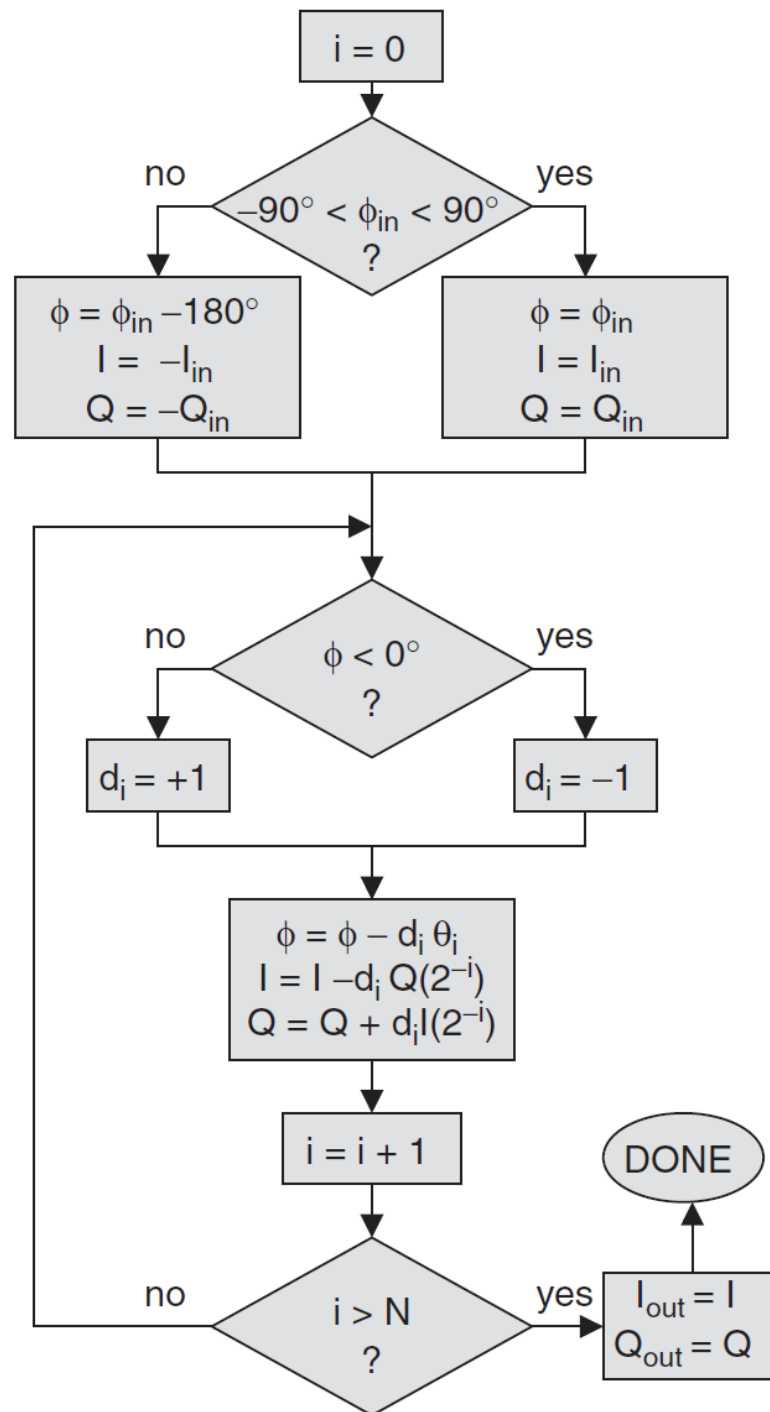 i = 0
no
yes
–90° < ϕin < 90°
?
ϕ = ϕin –180°
I = –Iin
Q = –Qin
ϕ = ϕin
I = Iin
Q = Qin
no
yes
ϕ < 0°
?
di = +1
di = –1
ϕ = ϕ – di θi
I = I –di Q(2–i)
Q = Q + diI(2–i)
i = i + 1
DONE
no
yes
i > N
?
Iout = I
Qout = Q